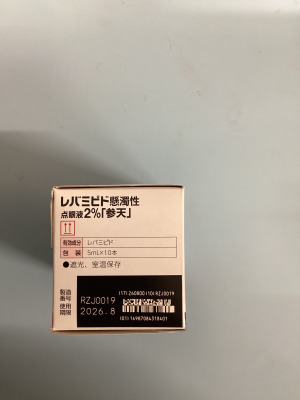 レバミピド懸濁性
点眼液2%「参天」
有効成分 レバミピド
包装 5mL×10本
●遮光、室温保存
製造番号 RZJ0019
使用期限 2026.8
(17) 260800 (10) RZJ0019
(01) 14987084318401